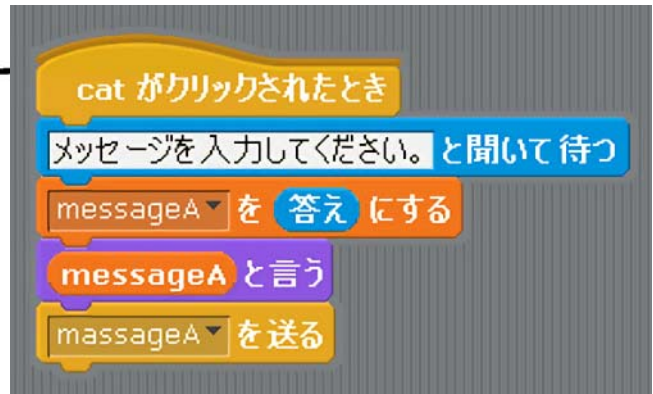 cat がクリックされたとき
メッセージを入力してください。 と聞いて待つ
messageA を 答え にする
messageA と言う
massageA を送る